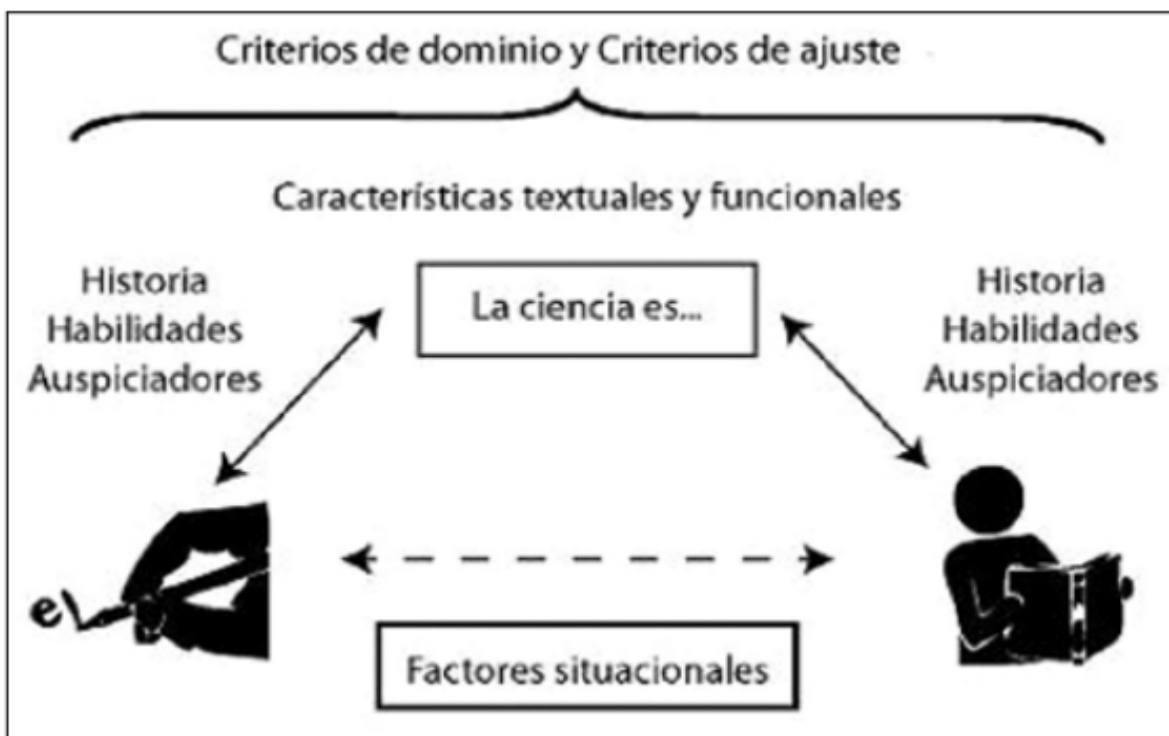 Criterios de dominio y Criterios de ajuste
Características textuales y funcionales
Historia
Habilidades
Auspiciadores
La ciencia es...
Historia
Habilidades
Auspiciadores
e
Factores situacionales